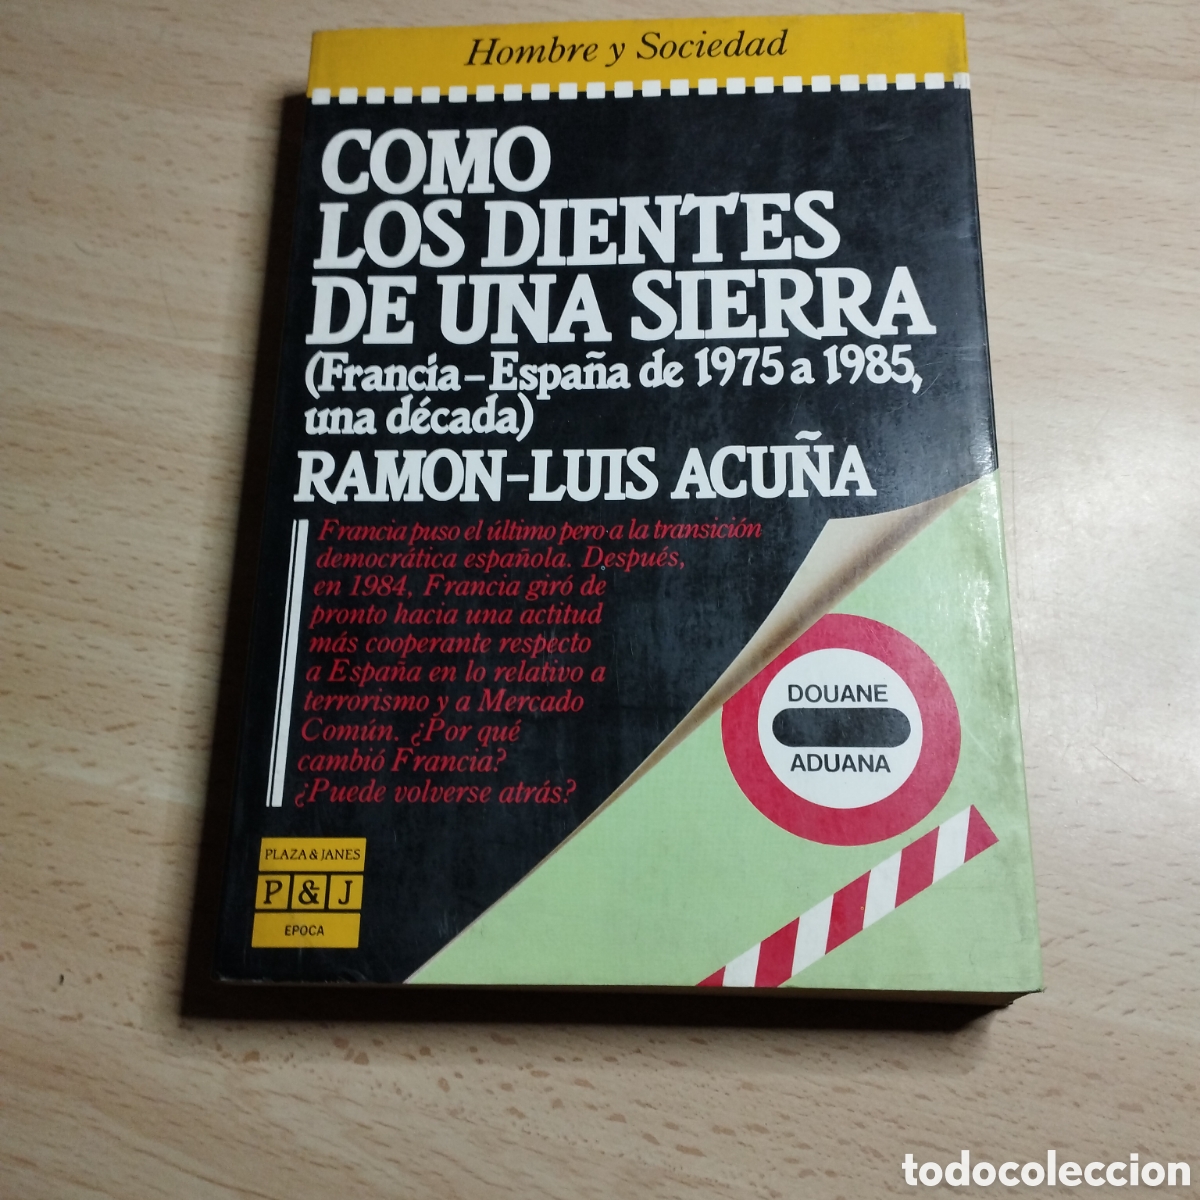 Hombre y Sociedad
COMO
LOS DIENTES
DE UNA SIERRA
(Francia-España de 1975 a 1985,
una década)
RAMON-LUIS ACUÑA
Francia puso el último pero a la transición
democrática española. Después,
en 1984, Francia giró de
pronto hacia una actitud
más cooperante respecto
a España en lo relativo a
terrorismo y a Mercado
Común. ¿Por qué
cambió Francia?
¿Puede volverse atrás?
DOUANE
ADUANA
PLAZA & JANES
P & J
EPOCA
todocoleccion